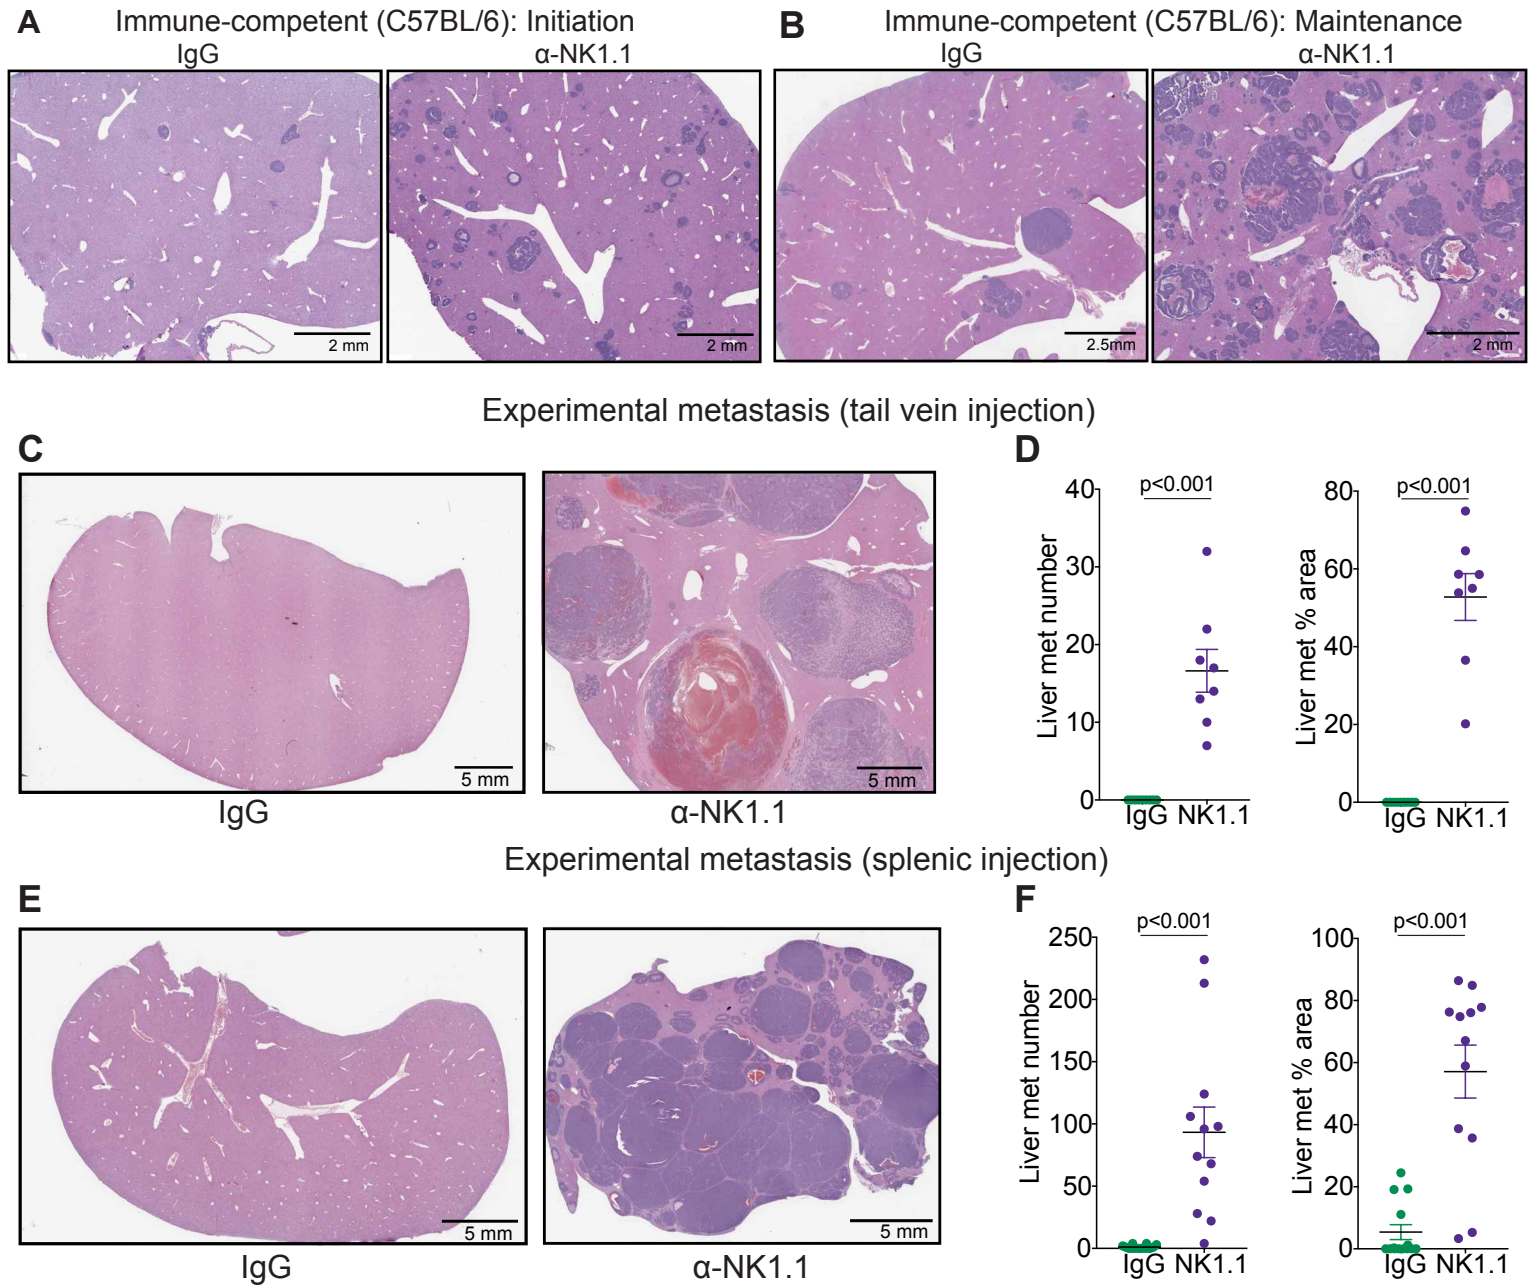 A
Immune-competent (C57BL/6): Initiation
IgG
α-NK1.1
2 mm
2 mm
B
Immune-competent (C57BL/6): Maintenance
IgG
α-NK1.1
2.5mm
2 mm
Experimental metastasis (tail vein injection)
C
5 mm
5 mm
IgG
α-NK1.1
D
p<0.001
Liver met number
40
30
20
10
0
IgG NK1.1
p<0.001
Liver met % area
80
60
40
20
0
IgG NK1.1
Experimental metastasis (splenic injection)
E
5 mm
5 mm
IgG
α-NK1.1
F
p<0.001
Liver met number
250
200
150
100
50
0
IgG NK1.1
p<0.001
Liver met % area
100
80
60
40
20
0
IgG NK1.1